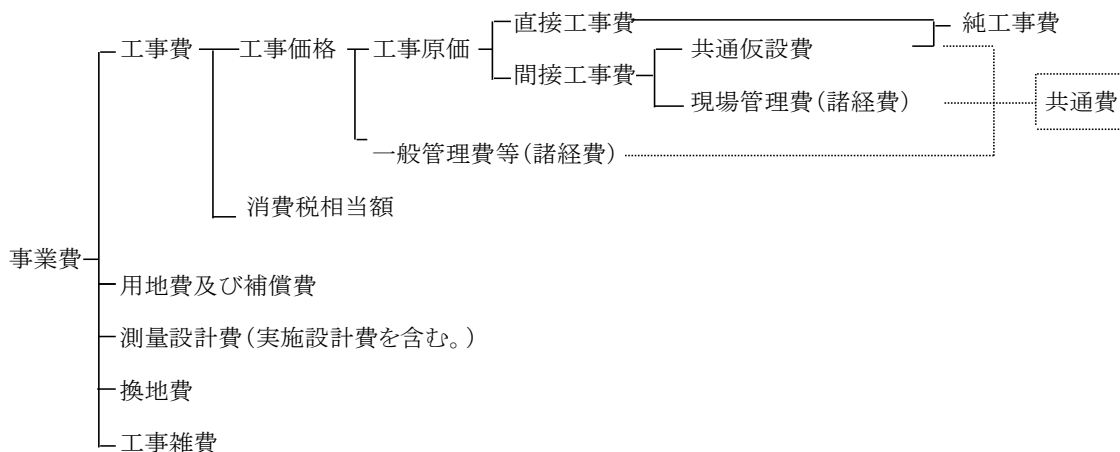 直接工事費
純工事費
工事費
工事価格
工事原価
共通仮設費
間接工事費
現場管理費(諸経費)
共通費
一般管理費等(諸経費)
消費税相当額
事業費
用地費及び補償費
測量設計費(実施設計費を含む。)
換地費
工事雑費